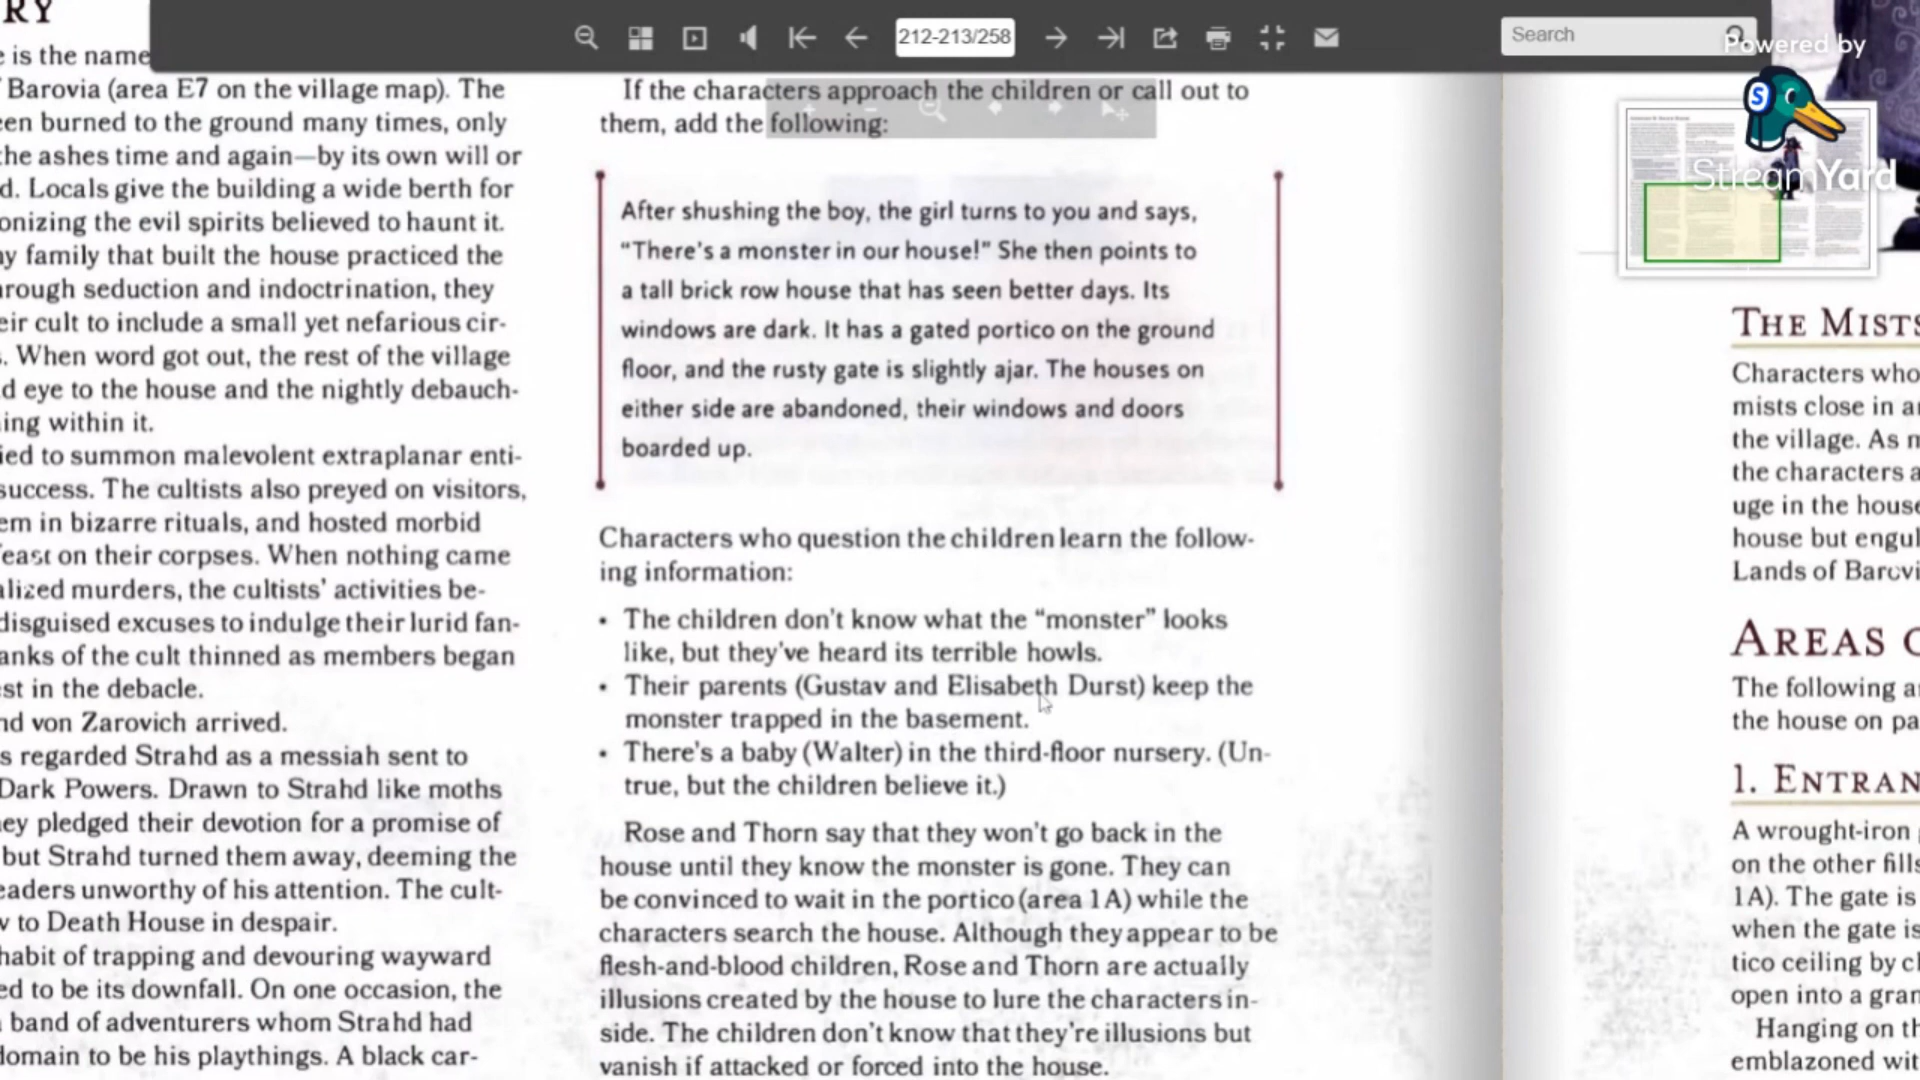 RY
212-213/258
Search
Powered by
StreamYard
e is the name
f Barovia (area E7 on the village map). The
een burned to the ground many times, only
the ashes time and again—by its own will or
d. Locals give the building a wide berth for
onizing the evil spirits believed to haunt it.
hy family that built the house practiced the
hrough seduction and indoctrination, they
eir cult to include a small yet nefarious cir-
s. When word got out, the rest of the village
d eye to the house and the nightly debauch-
ing within it.
ied to summon malevolent extraplanar enti-
success. The cultists also preyed on visitors,
em in bizarre rituals, and hosted morbid
feast on their corpses. When nothing came
alized murders, the cultists' activities be-
disguised excuses to indulge their lurid fan-
anks of the cult thinned as members began
est in the debacle.
hd von Zarovich arrived.
s regarded Strahd as a messiah sent to
Dark Powers. Drawn to Strahd like moths
hey pledged their devotion for a promise of
but Strahd turned them away, deeming the
eaders unworthy of his attention. The cult-
w to Death House in despair.
habit of trapping and devouring wayward
ed to be its downfall. On one occasion, the
a band of adventurers whom Strahd had
domain to be his playthings. A black car-
If the characters approach the children or call out to
them, add the following:
After shushing the boy, the girl turns to you and says,
“There's a monster in our house!” She then points to
a tall brick row house that has seen better days. Its
windows are dark. It has a gated portico on the ground
floor, and the rusty gate is slightly ajar. The houses on
either side are abandoned, their windows and doors
boarded up.
Characters who question the children learn the follow-
ing information:
• The children don't know what the “monster” looks
like, but they've heard its terrible howls.
• Their parents (Gustav and Elisabeth Durst) keep the
monster trapped in the basement.
• There's a baby (Walter) in the third-floor nursery. (Un-
true, but the children believe it.)
Rose and Thorn say that they won't go back in the
house until they know the monster is gone. They can
be convinced to wait in the portico (area 1A) while the
characters search the house. Although they appear to be
flesh-and-blood children, Rose and Thorn are actually
illusions created by the house to lure the characters in-
side. The children don't know that they're illusions but
vanish if attacked or forced into the house.
THE MISTS
Characters who
mists close in ar
the village. As m
the characters a
uge in the house
house but engul
Lands of Barovi
AREAS O
The following a
the house on pa
1. ENTRAN
A wrought-iron
on the other fills
1A). The gate is
when the gate is
tico ceiling by ch
open into a gran
Hanging on th
emblazoned wit